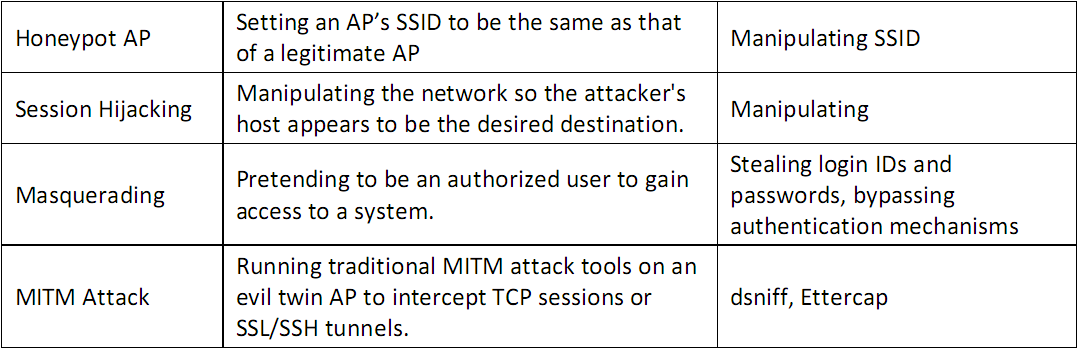 Honeypot AP
Setting an AP’s SSID to be the same as that
of a legitimate AP
Manipulating SSID
Session Hijacking
Manipulating the network so the attacker's
host appears to be the desired destination.
Manipulating
Masquerading
Pretending to be an authorized user to gain
access to a system.
Stealing login IDs and
passwords, bypassing
authentication mechanisms
MITM Attack
Running traditional MITM attack tools on an
evil twin AP to intercept TCP sessions or
SSL/SSH tunnels.
dsniff, Ettercap